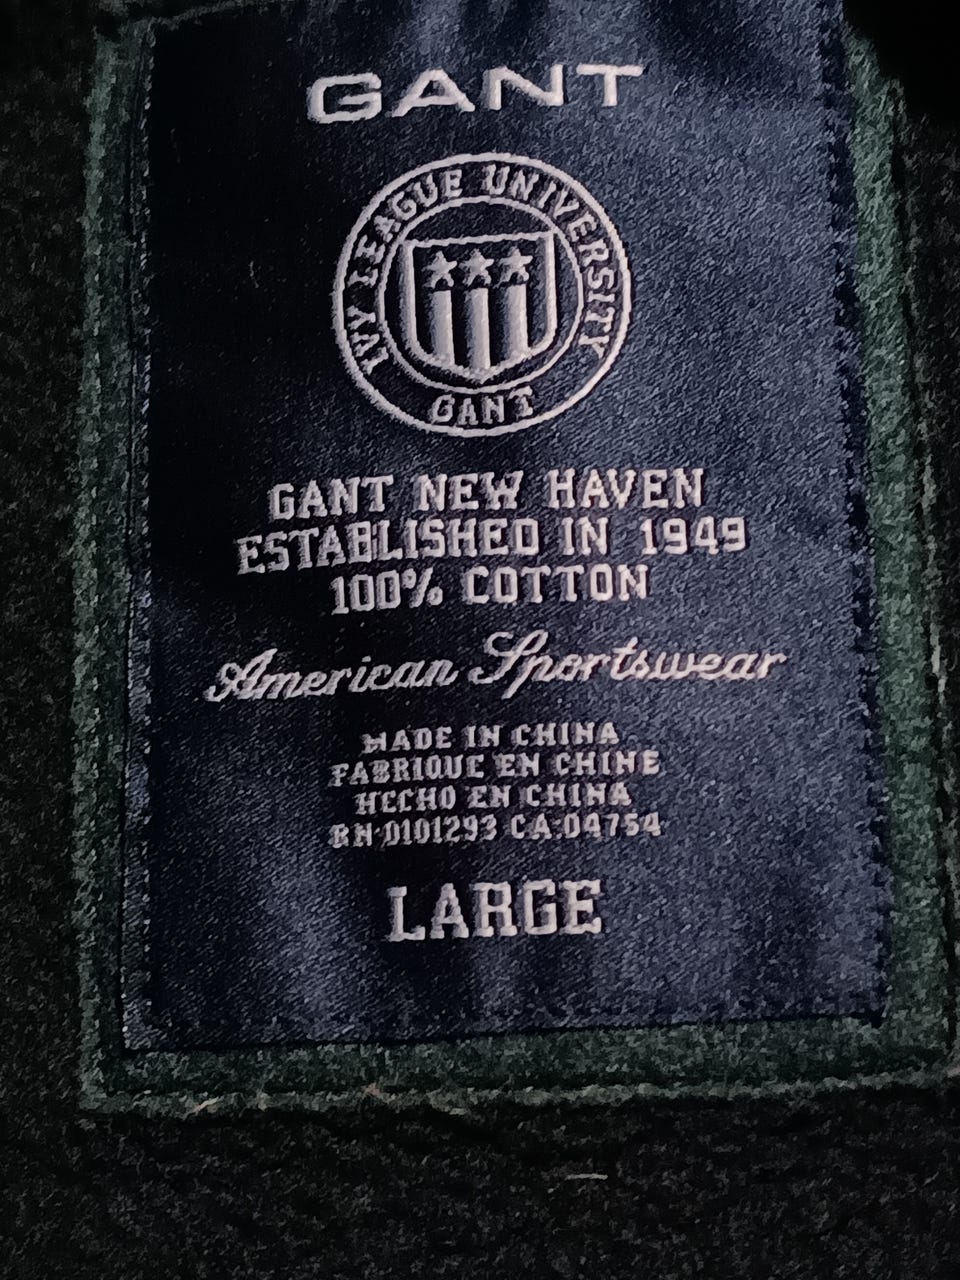 GANT
IVY LEAGUE UNIVERSITY
GANT
GANT NEW HAVEN
ESTABLISHED IN 1949
100% COTTON
American Sportswear
MADE IN CHINA
FABRIQUE EN CHINE
HECHO EN CHINA
RN:0101293 CA:04754
LARGE